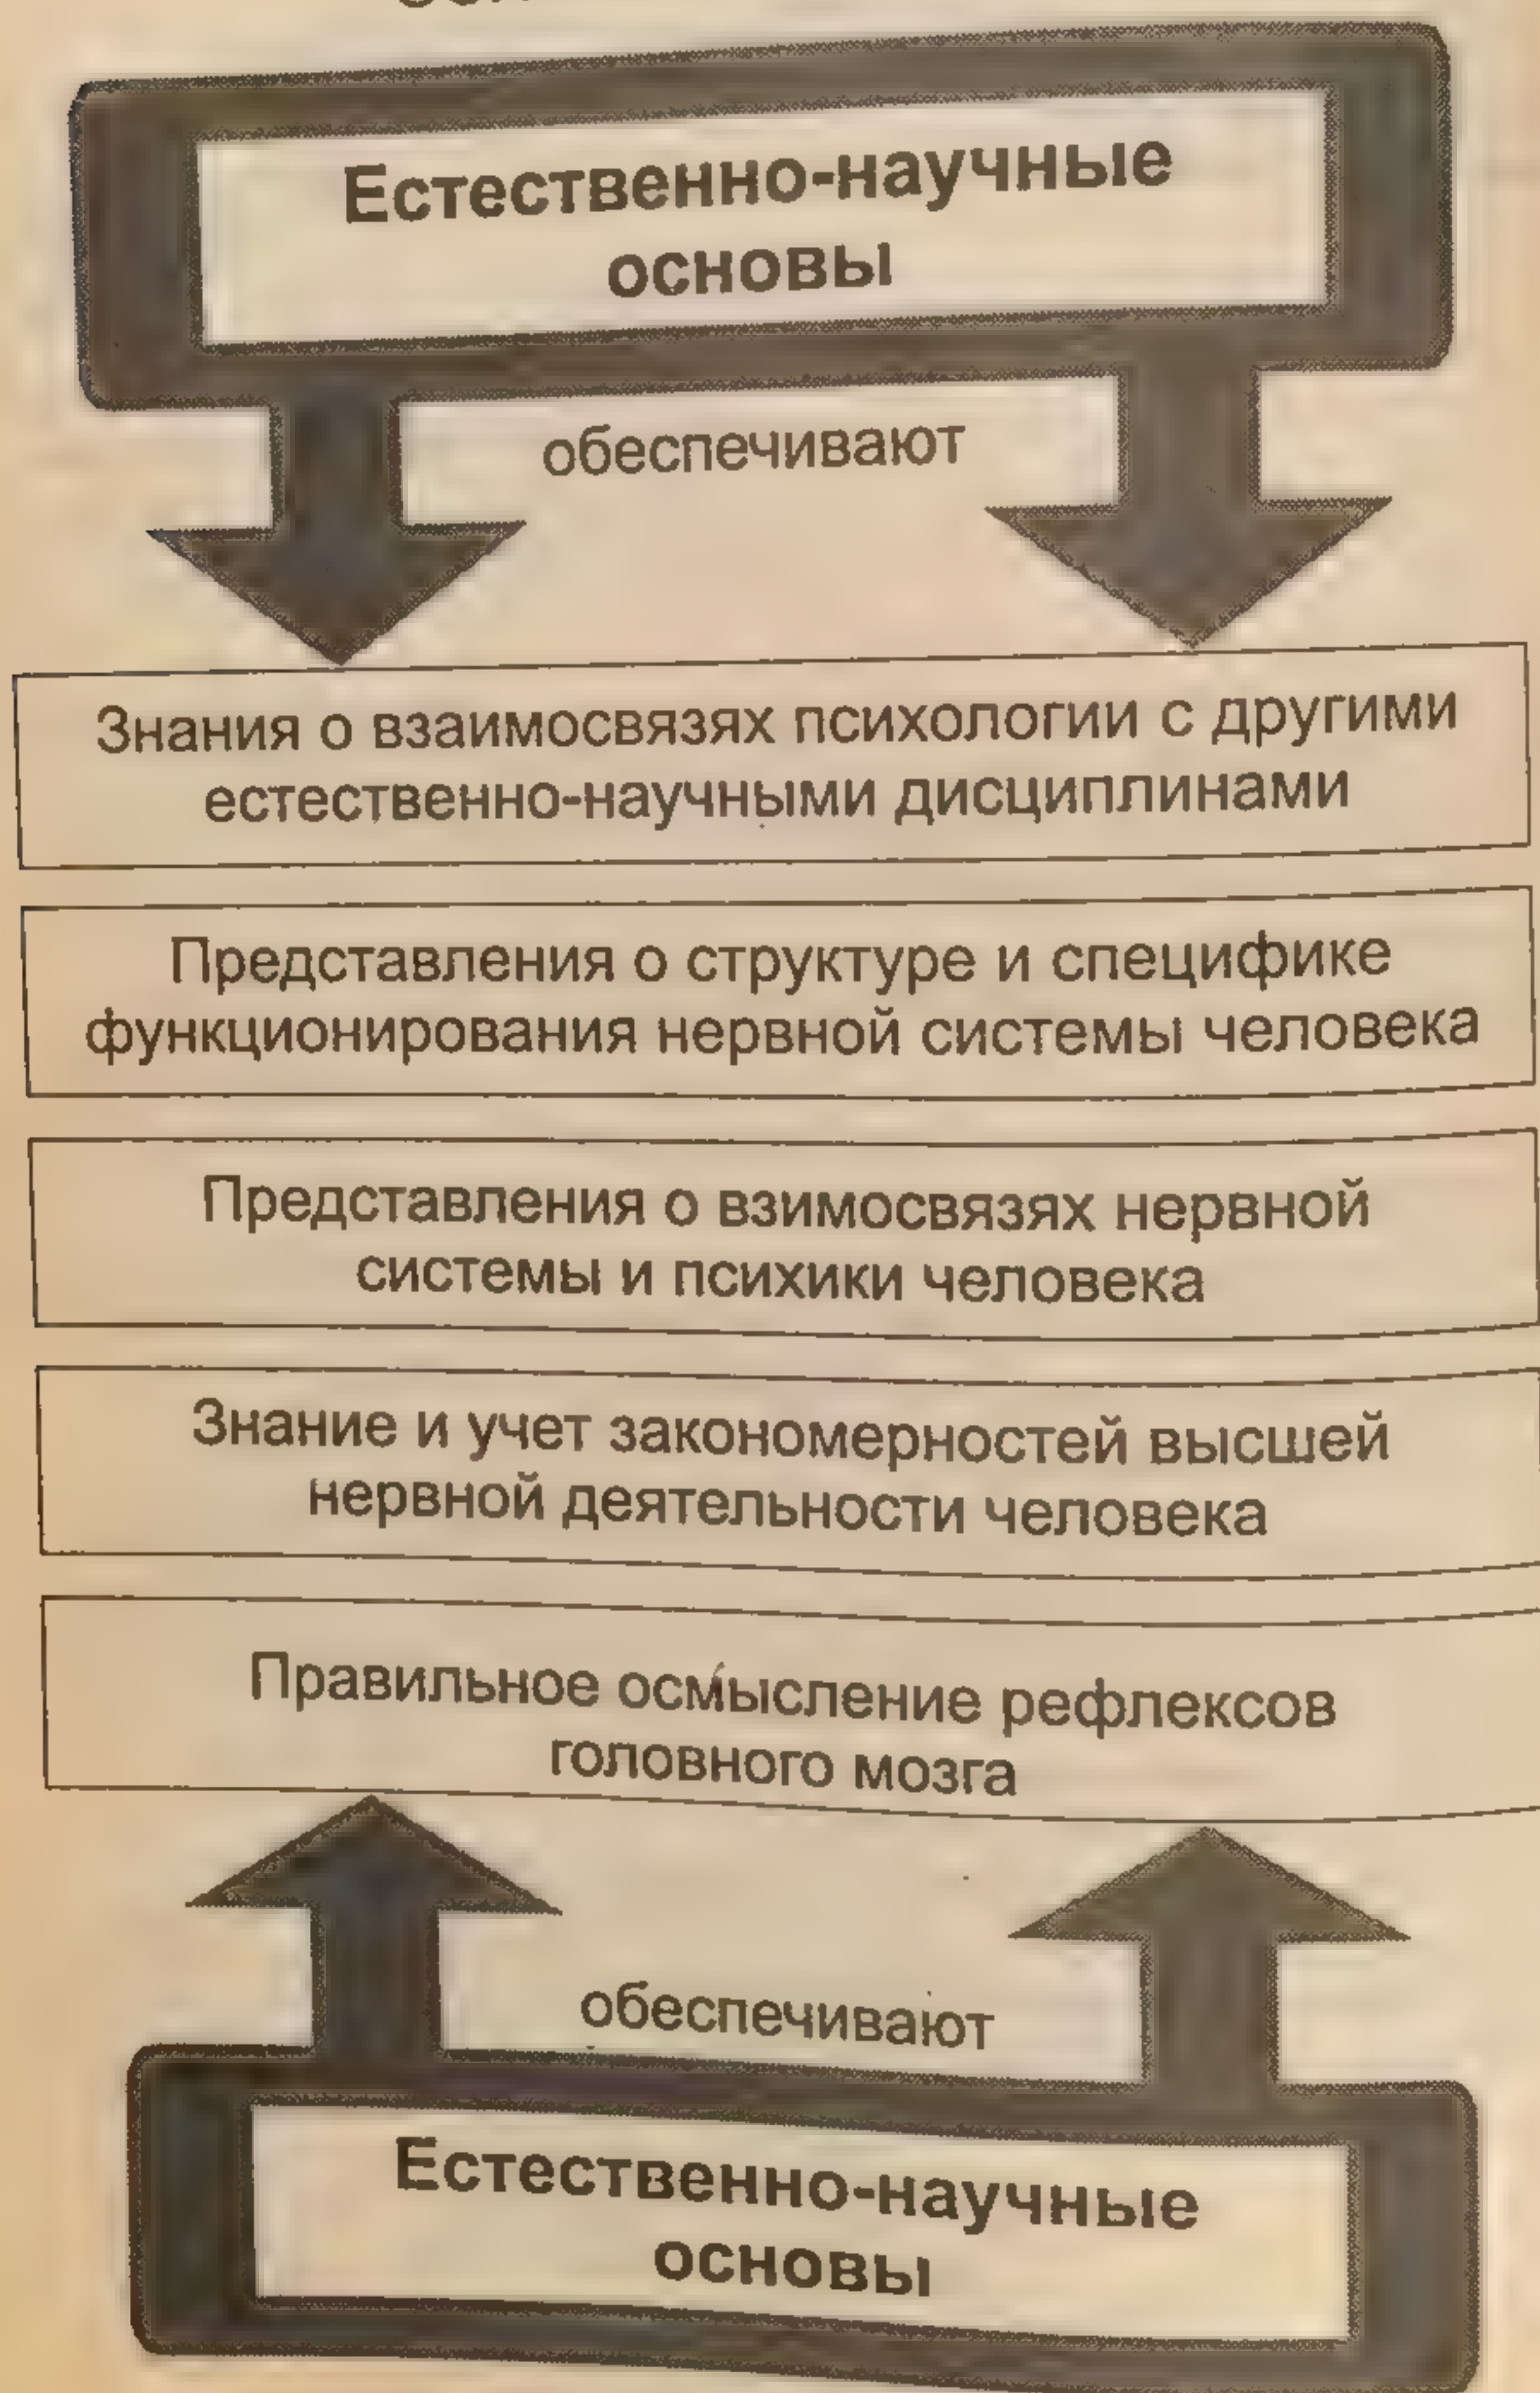 Естественно-научные
основы
обеспечивают
Знания о взаимосвязях психологии с другими
естественно-научными дисциплинами
Представления о структуре и специфике
функционирования нервной системы человека
Представления о взимосвязях нервной
системы и психики человека
Знание и учет закономерностей высшей
нервной деятельности человека
Правильное осмысление рефлексов
головного мозга
обеспечивают
Естественно-научные
основы